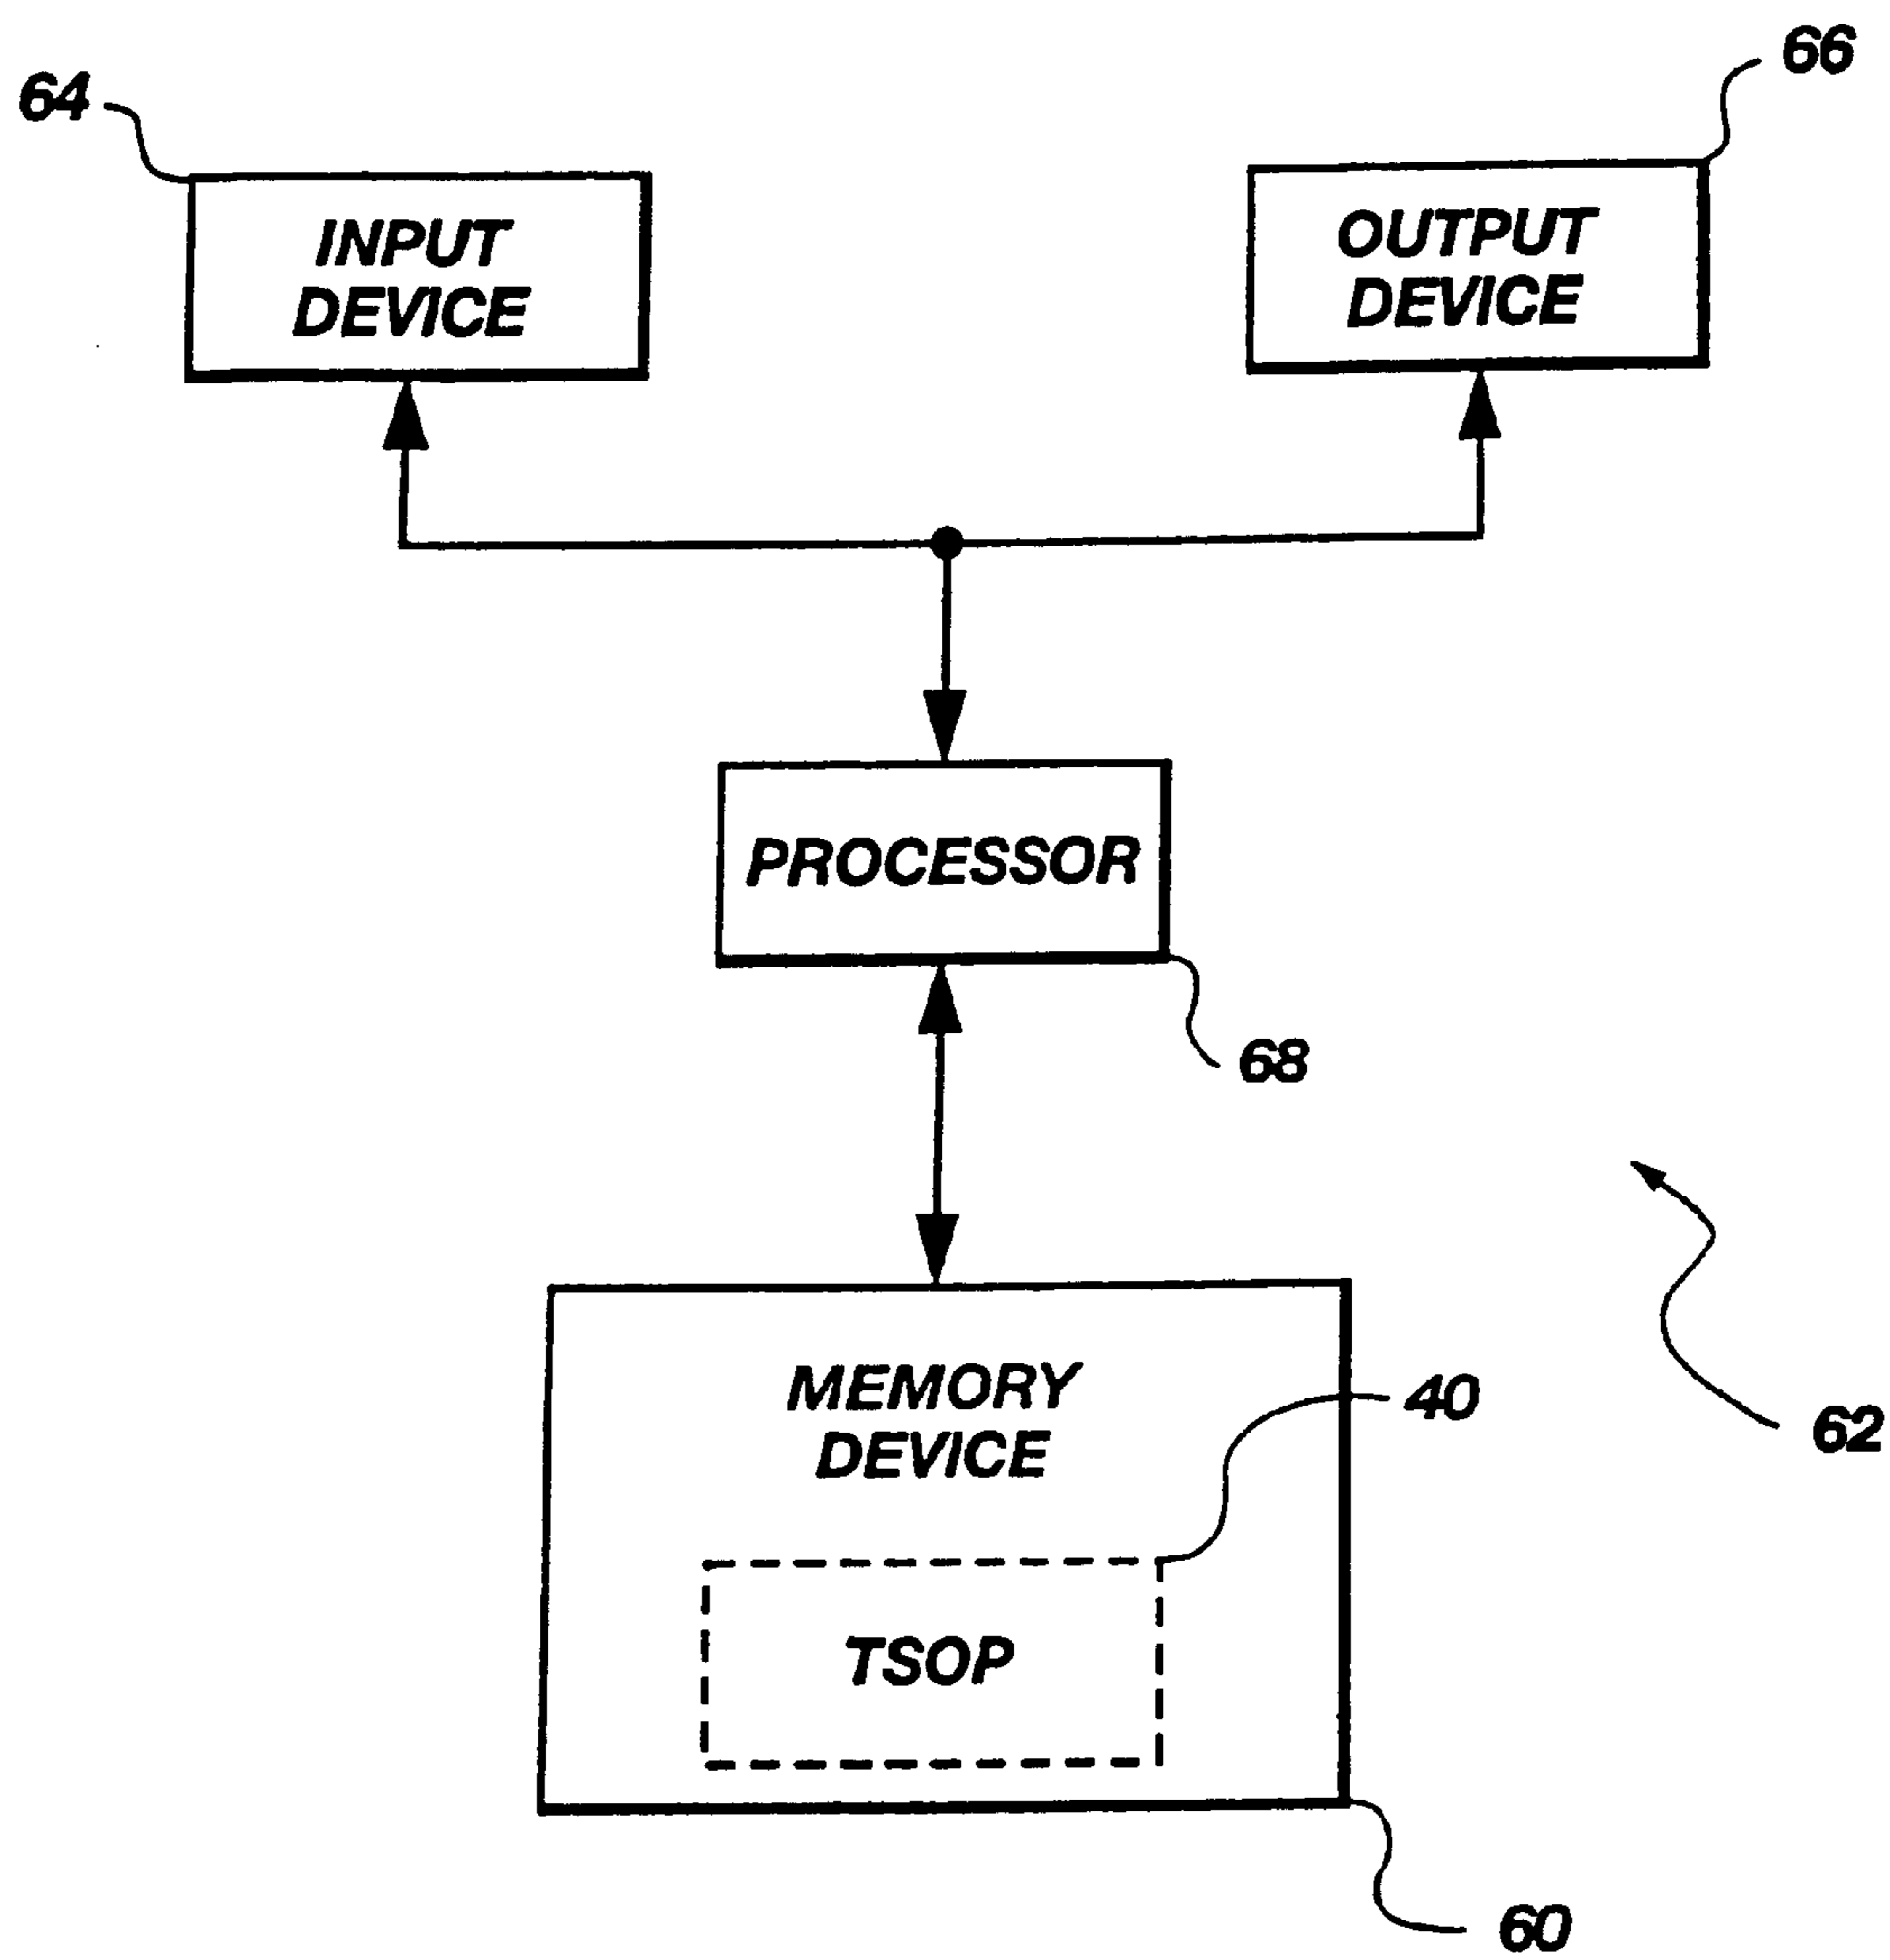 66
64
INPUT
DEVICE
OUTPUT
DEVICE
PROCESSOR
68
MEMORY
DEVICE
40
62
TSOP
60